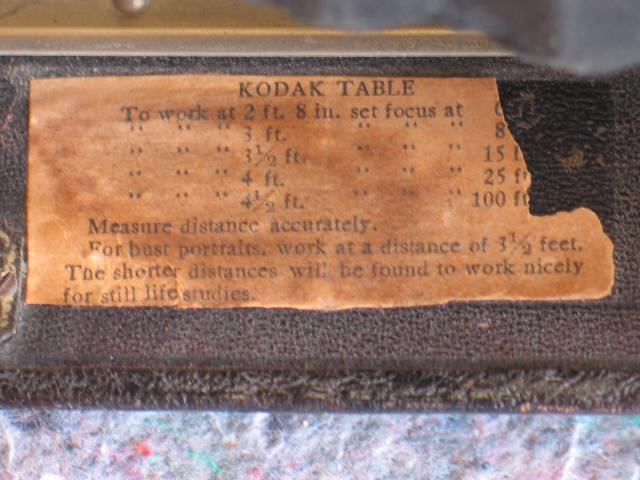 KODAK TABLE
To work at 2 ft. 8 in. set focus at 6
" " " 3 ft. " " " 8
" " " 3½ ft. " " " 15 f
" " " 4 ft. " " " 25 f
" " " 4½ ft. " " " 100 ft
Measure distance accurately.
For bust portraits, work at a distance of 3½ feet.
The shorter distances will be found to work nicely
for still life studies.